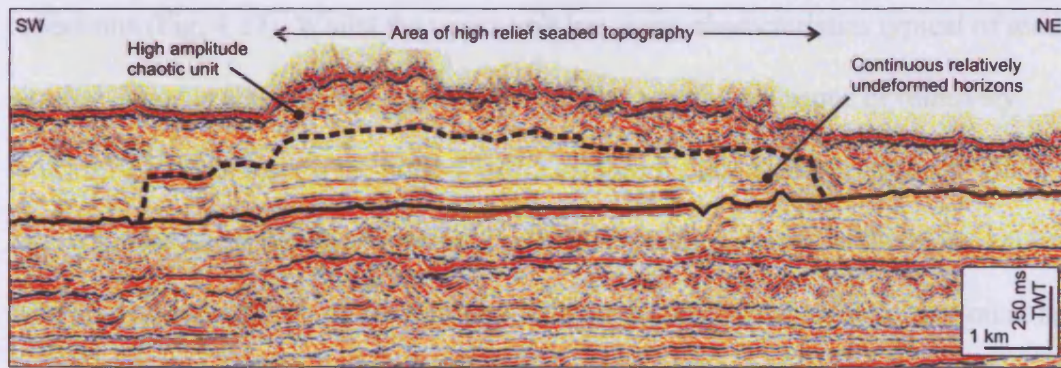 SW
Area of high relief seabed topography
NE
High amplitude
chaotic unit
Continuous relatively
undeformed horizons
250 ms
TWT
1 km